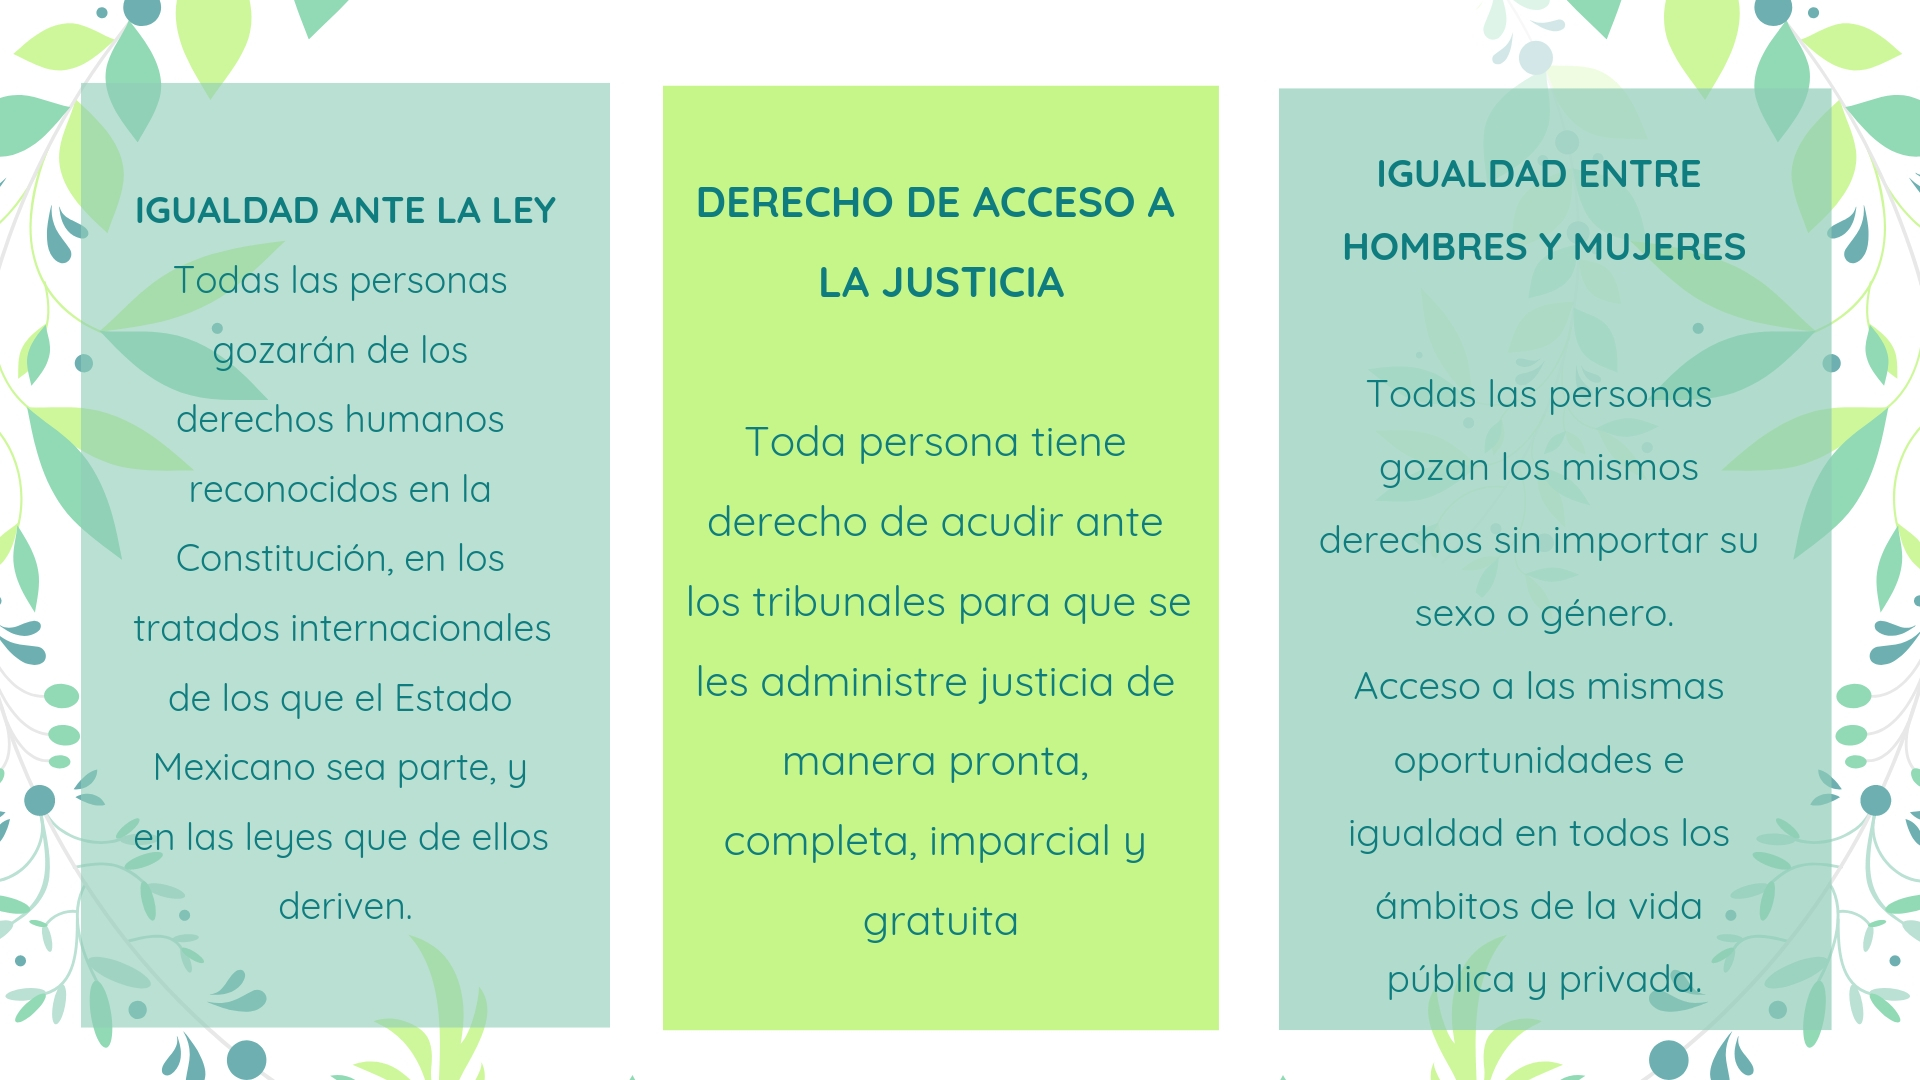 IGUALDAD ANTE LA LEY
Todas las personas
gozarán de los
derechos humanos
reconocidos en la
Constitución, en los
tratados internacionales
de los que el Estado
Mexicano sea parte, y
en las leyes que de ellos
deriven.
DERECHO DE ACCESO A
LA JUSTICIA
Toda persona tiene
derecho de acudir ante
los tribunales para que se
les administre justicia de
manera pronta,
completa, imparcial y
gratuita
IGUALDAD ENTRE
HOMBRES Y MUJERES
Todas las personas
gozan los mismos
derechos sin importar su
sexo o género.
Acceso a las mismas
oportunidades e
igualdad en todos los
ámbitos de la vida
pública y privada.